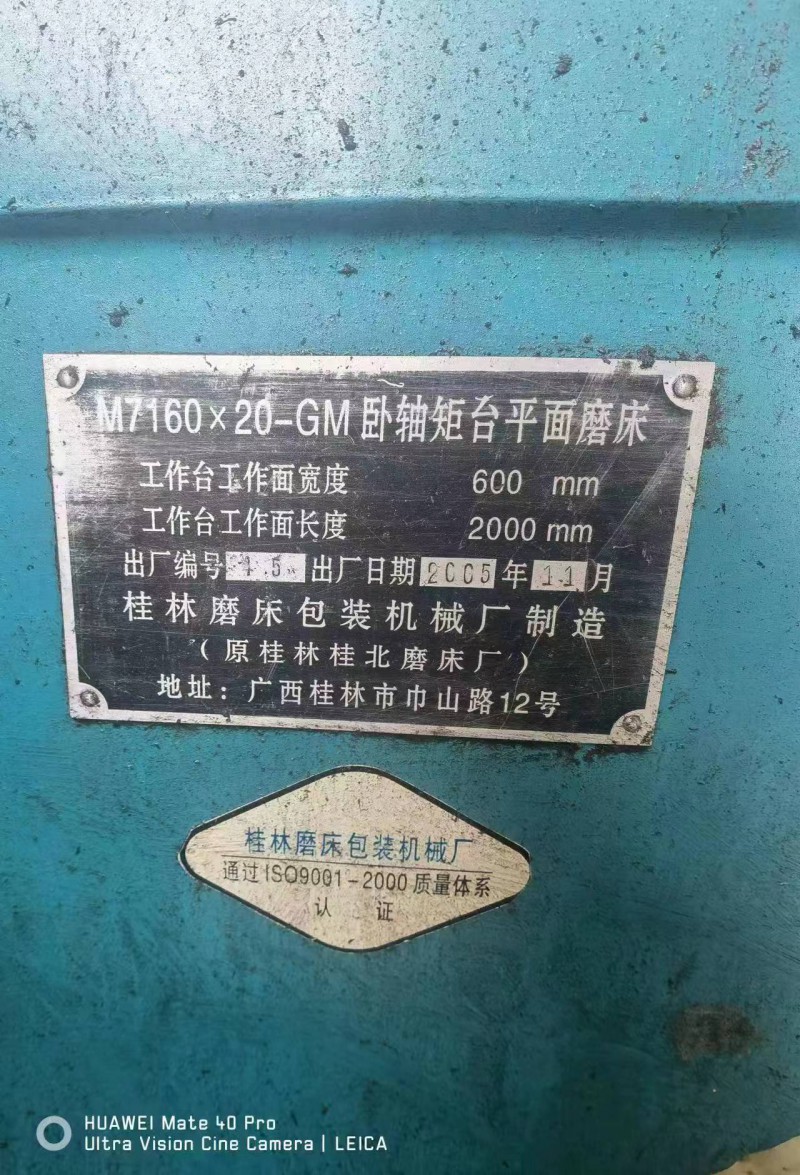 M7160×20-GM 卧轴矩台平面磨床
工作台工作面宽度 600 mm
工作台工作面长度 2000 mm
出厂编号 出厂日期 2005 年 11 月
桂林磨床包装机械厂制造
（原桂林桂北磨床厂）
地址：广西桂林市巾山路12号
桂林磨床包装机械厂
通过ISO9001-2000质量体系
认 证
HUAWEI Mate 40 Pro
Ultra Vision Cine Camera | LEICA